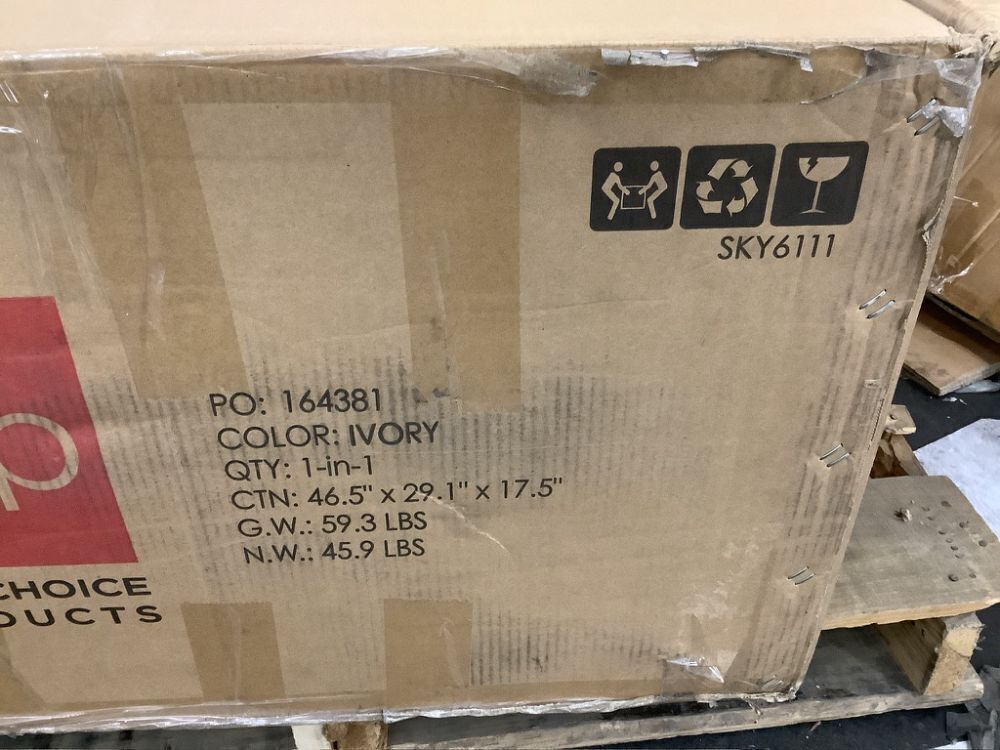 SKY6111
PO: 164381
COLOR: IVORY
QTY: 1-in-1
CTN: 46.5" x 29.1" x 17.5"
G.W.: 59.3 LBS
N.W.: 45.9 LBS
p
CHOICE
DUCTS